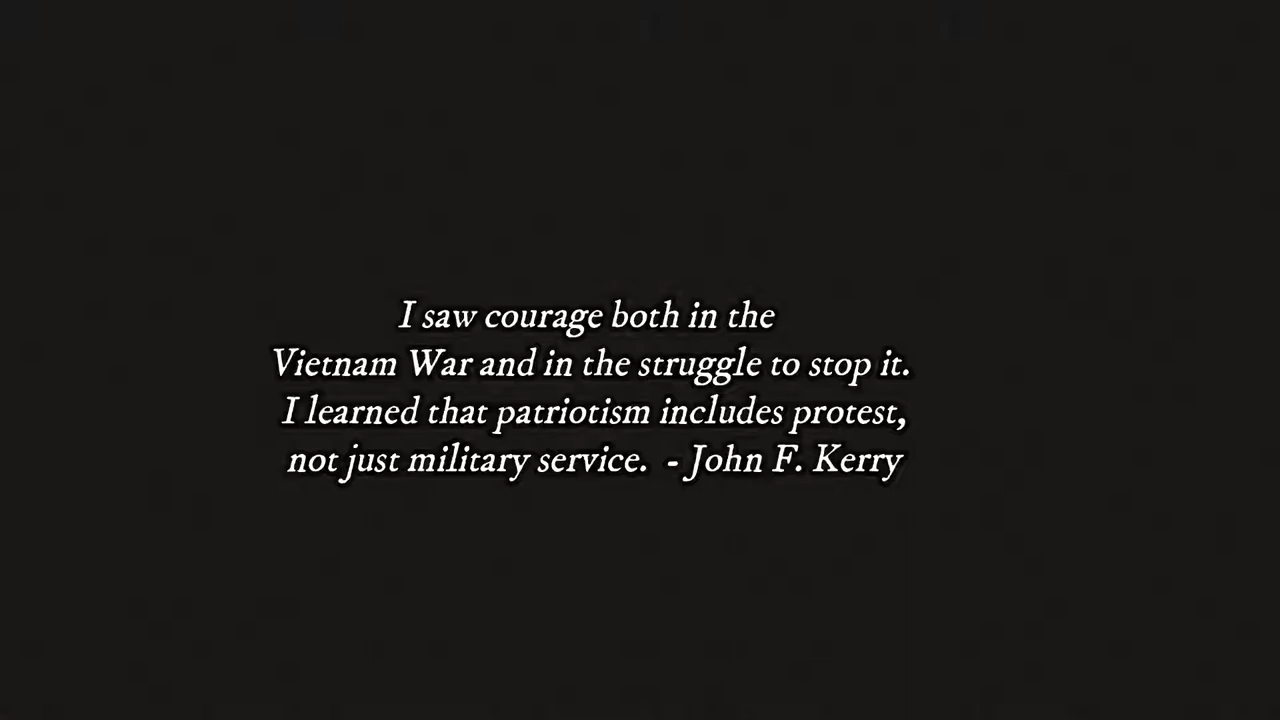 I saw courage both in the
Vietnam War and in the struggle to stop it.
I learned that patriotism includes protest,
not just military service.  - John F. Kerry